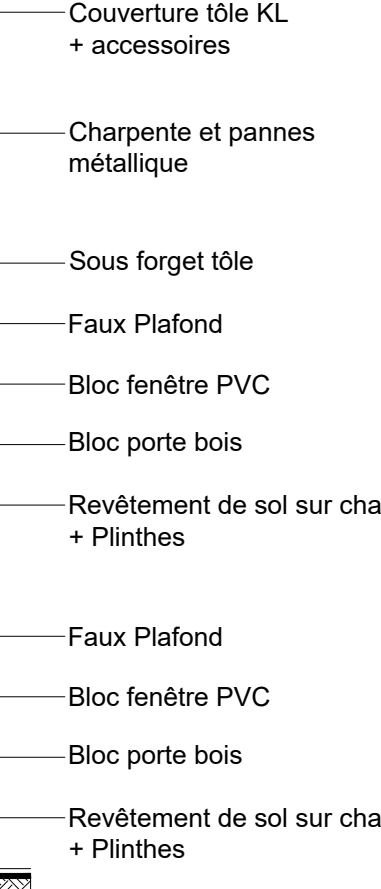 Couverture tôle KL
+ accessoires
Charpente et pannes
métallique
Sous forget tôle
Faux Plafond
Bloc fenêtre PVC
Bloc porte bois
Revêtement de sol sur cha
+ Plinthes
Faux Plafond
Bloc fenêtre PVC
Bloc porte bois
Revêtement de sol sur cha
+ Plinthes